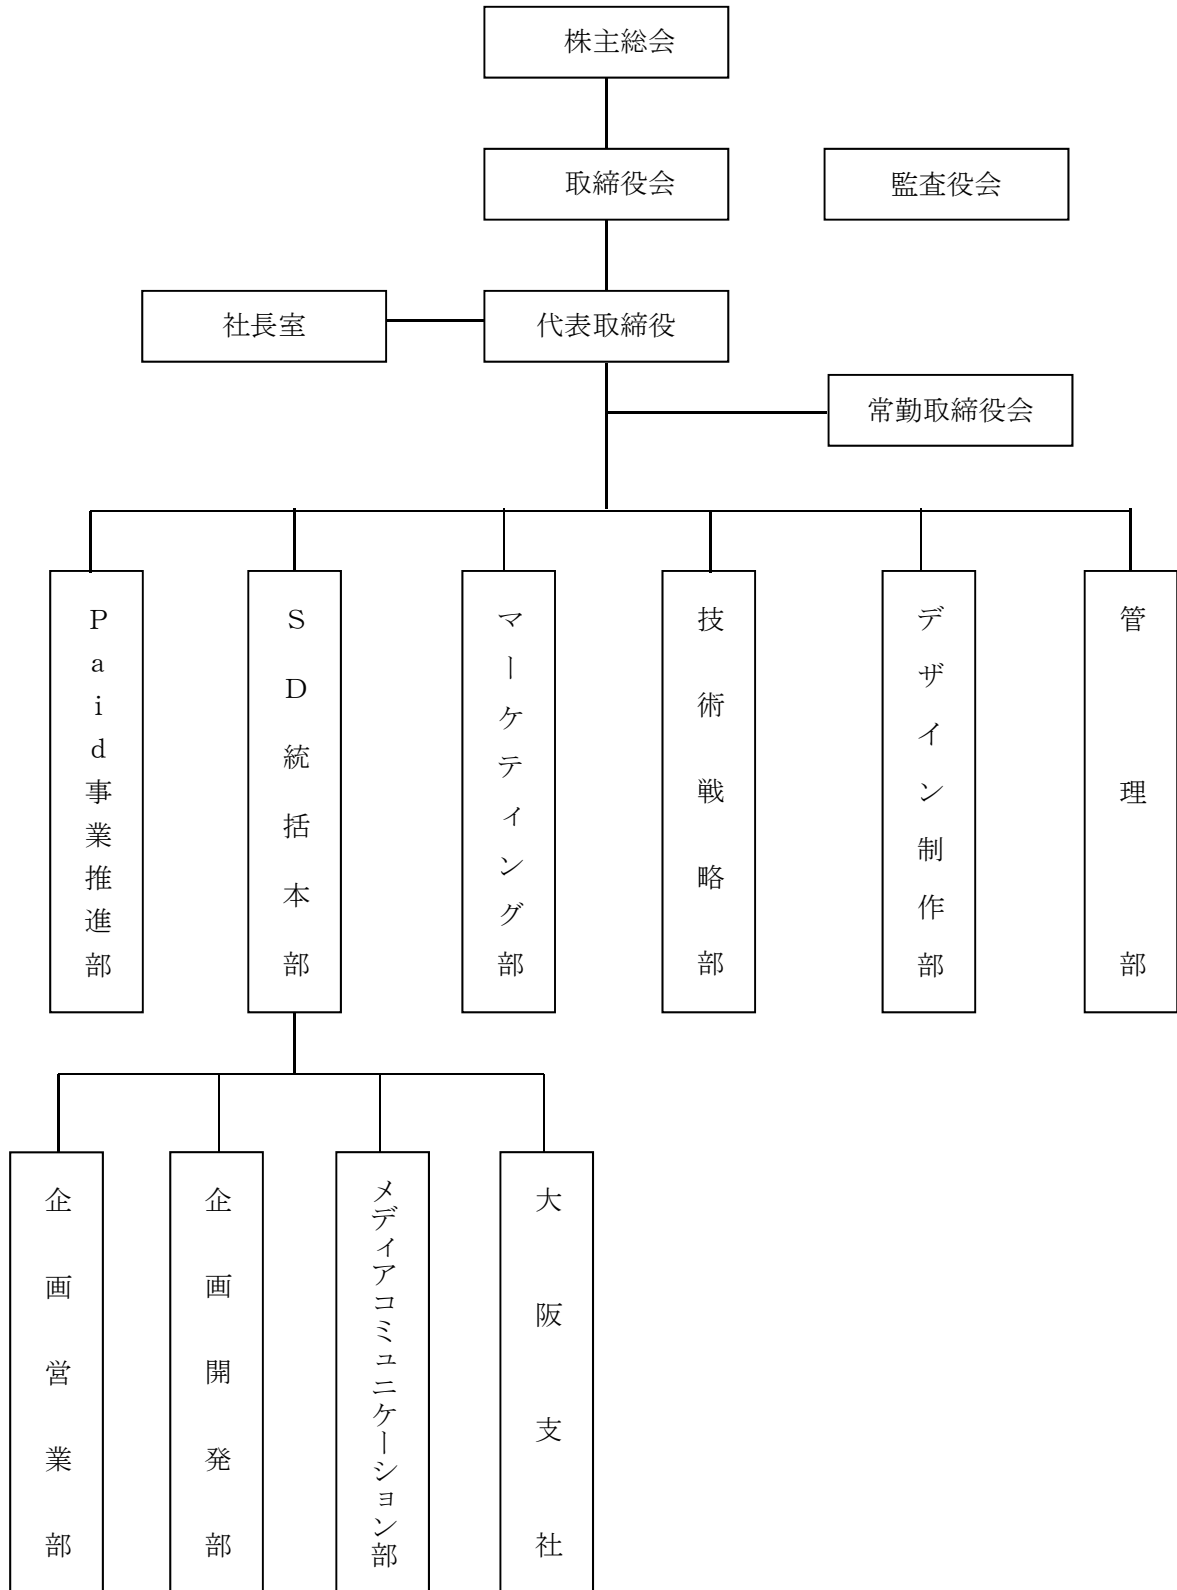 株主総会
取締役会
監査役会
社長室
代表取締役
常勤取締役会
Paid事業推進部
SD統括本部
マーケティング部
技術戦略部
デザイン制作部
管理部
企画営業部
企画開発部
メディアコミュニケーション部
大阪支社